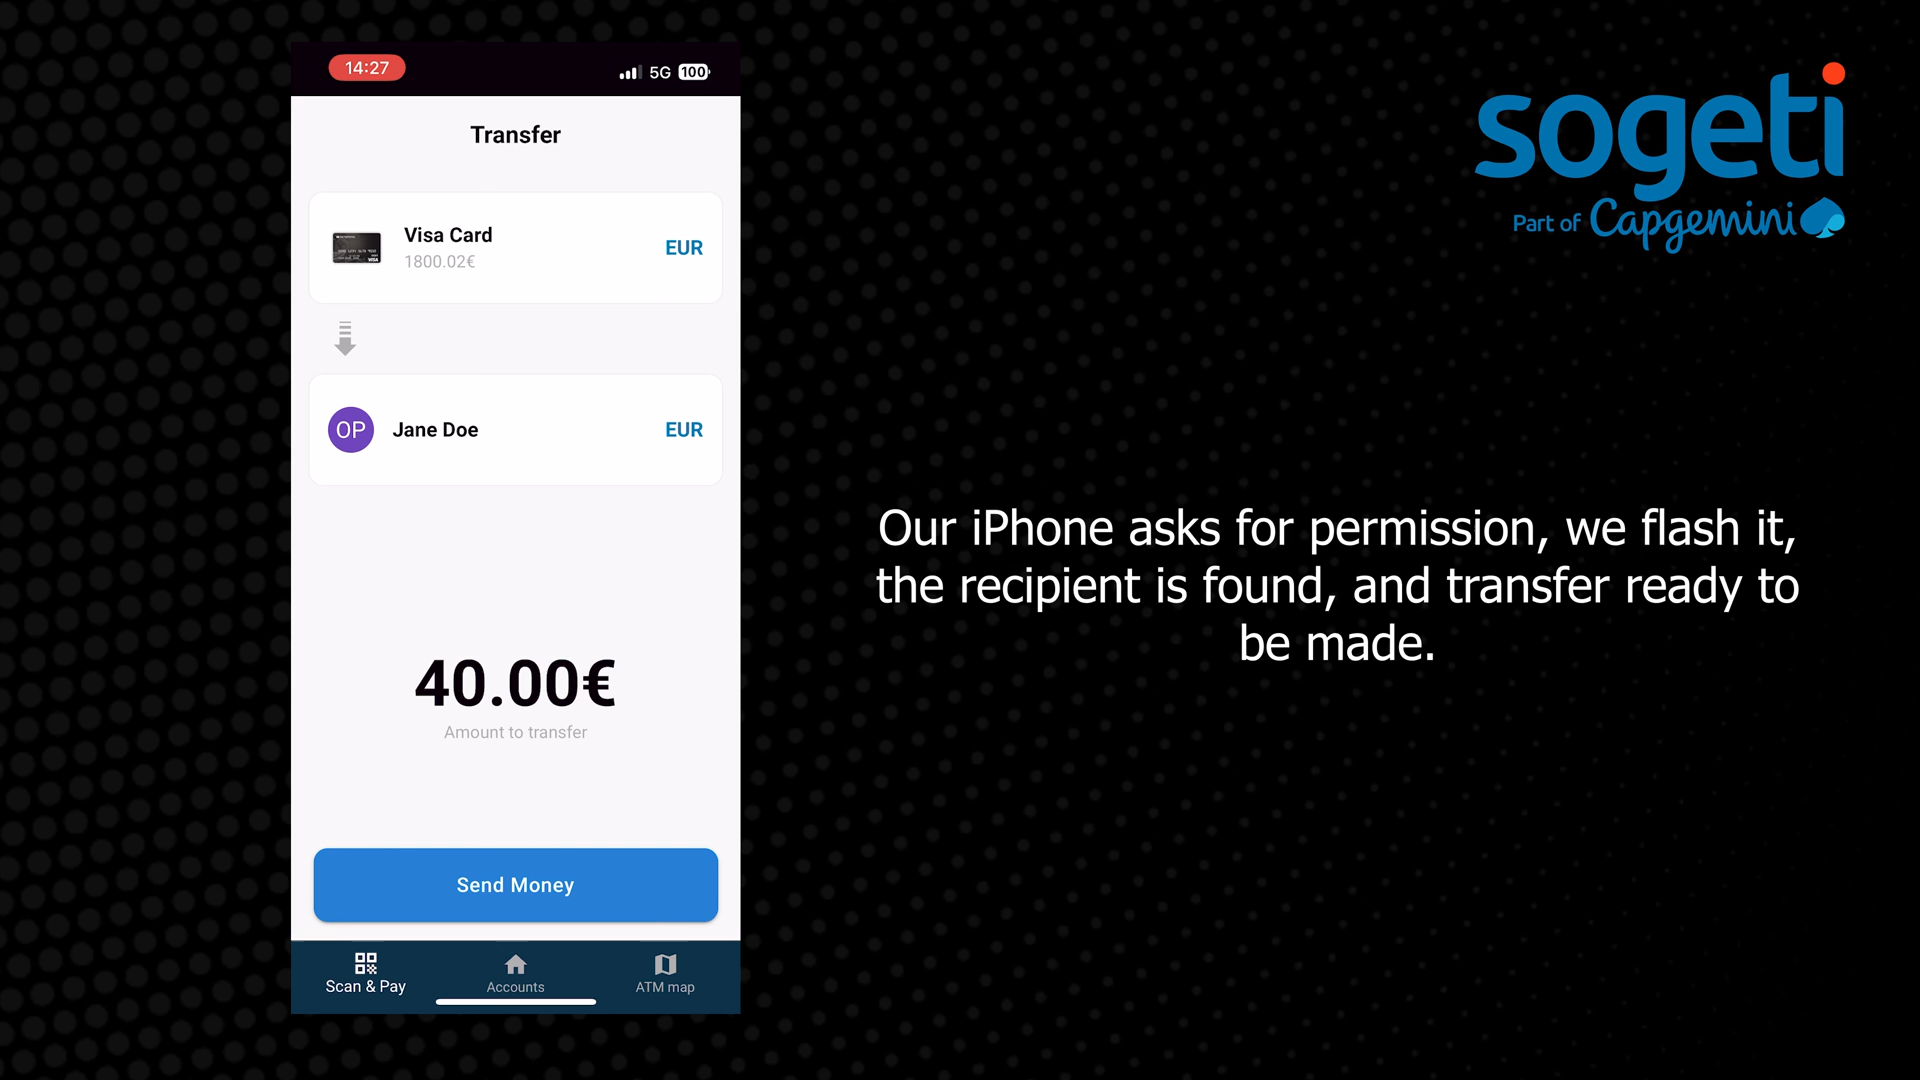 14:27
5G 100
Transfer
Visa Card
1800.02€
EUR
OP
Jane Doe
EUR
40.00€
Amount to transfer
Send Money
Scan & Pay
Accounts
ATM map
sogeti
Part of Capgemini
Our iPhone asks for permission, we flash it,
the recipient is found, and transfer ready to
be made.